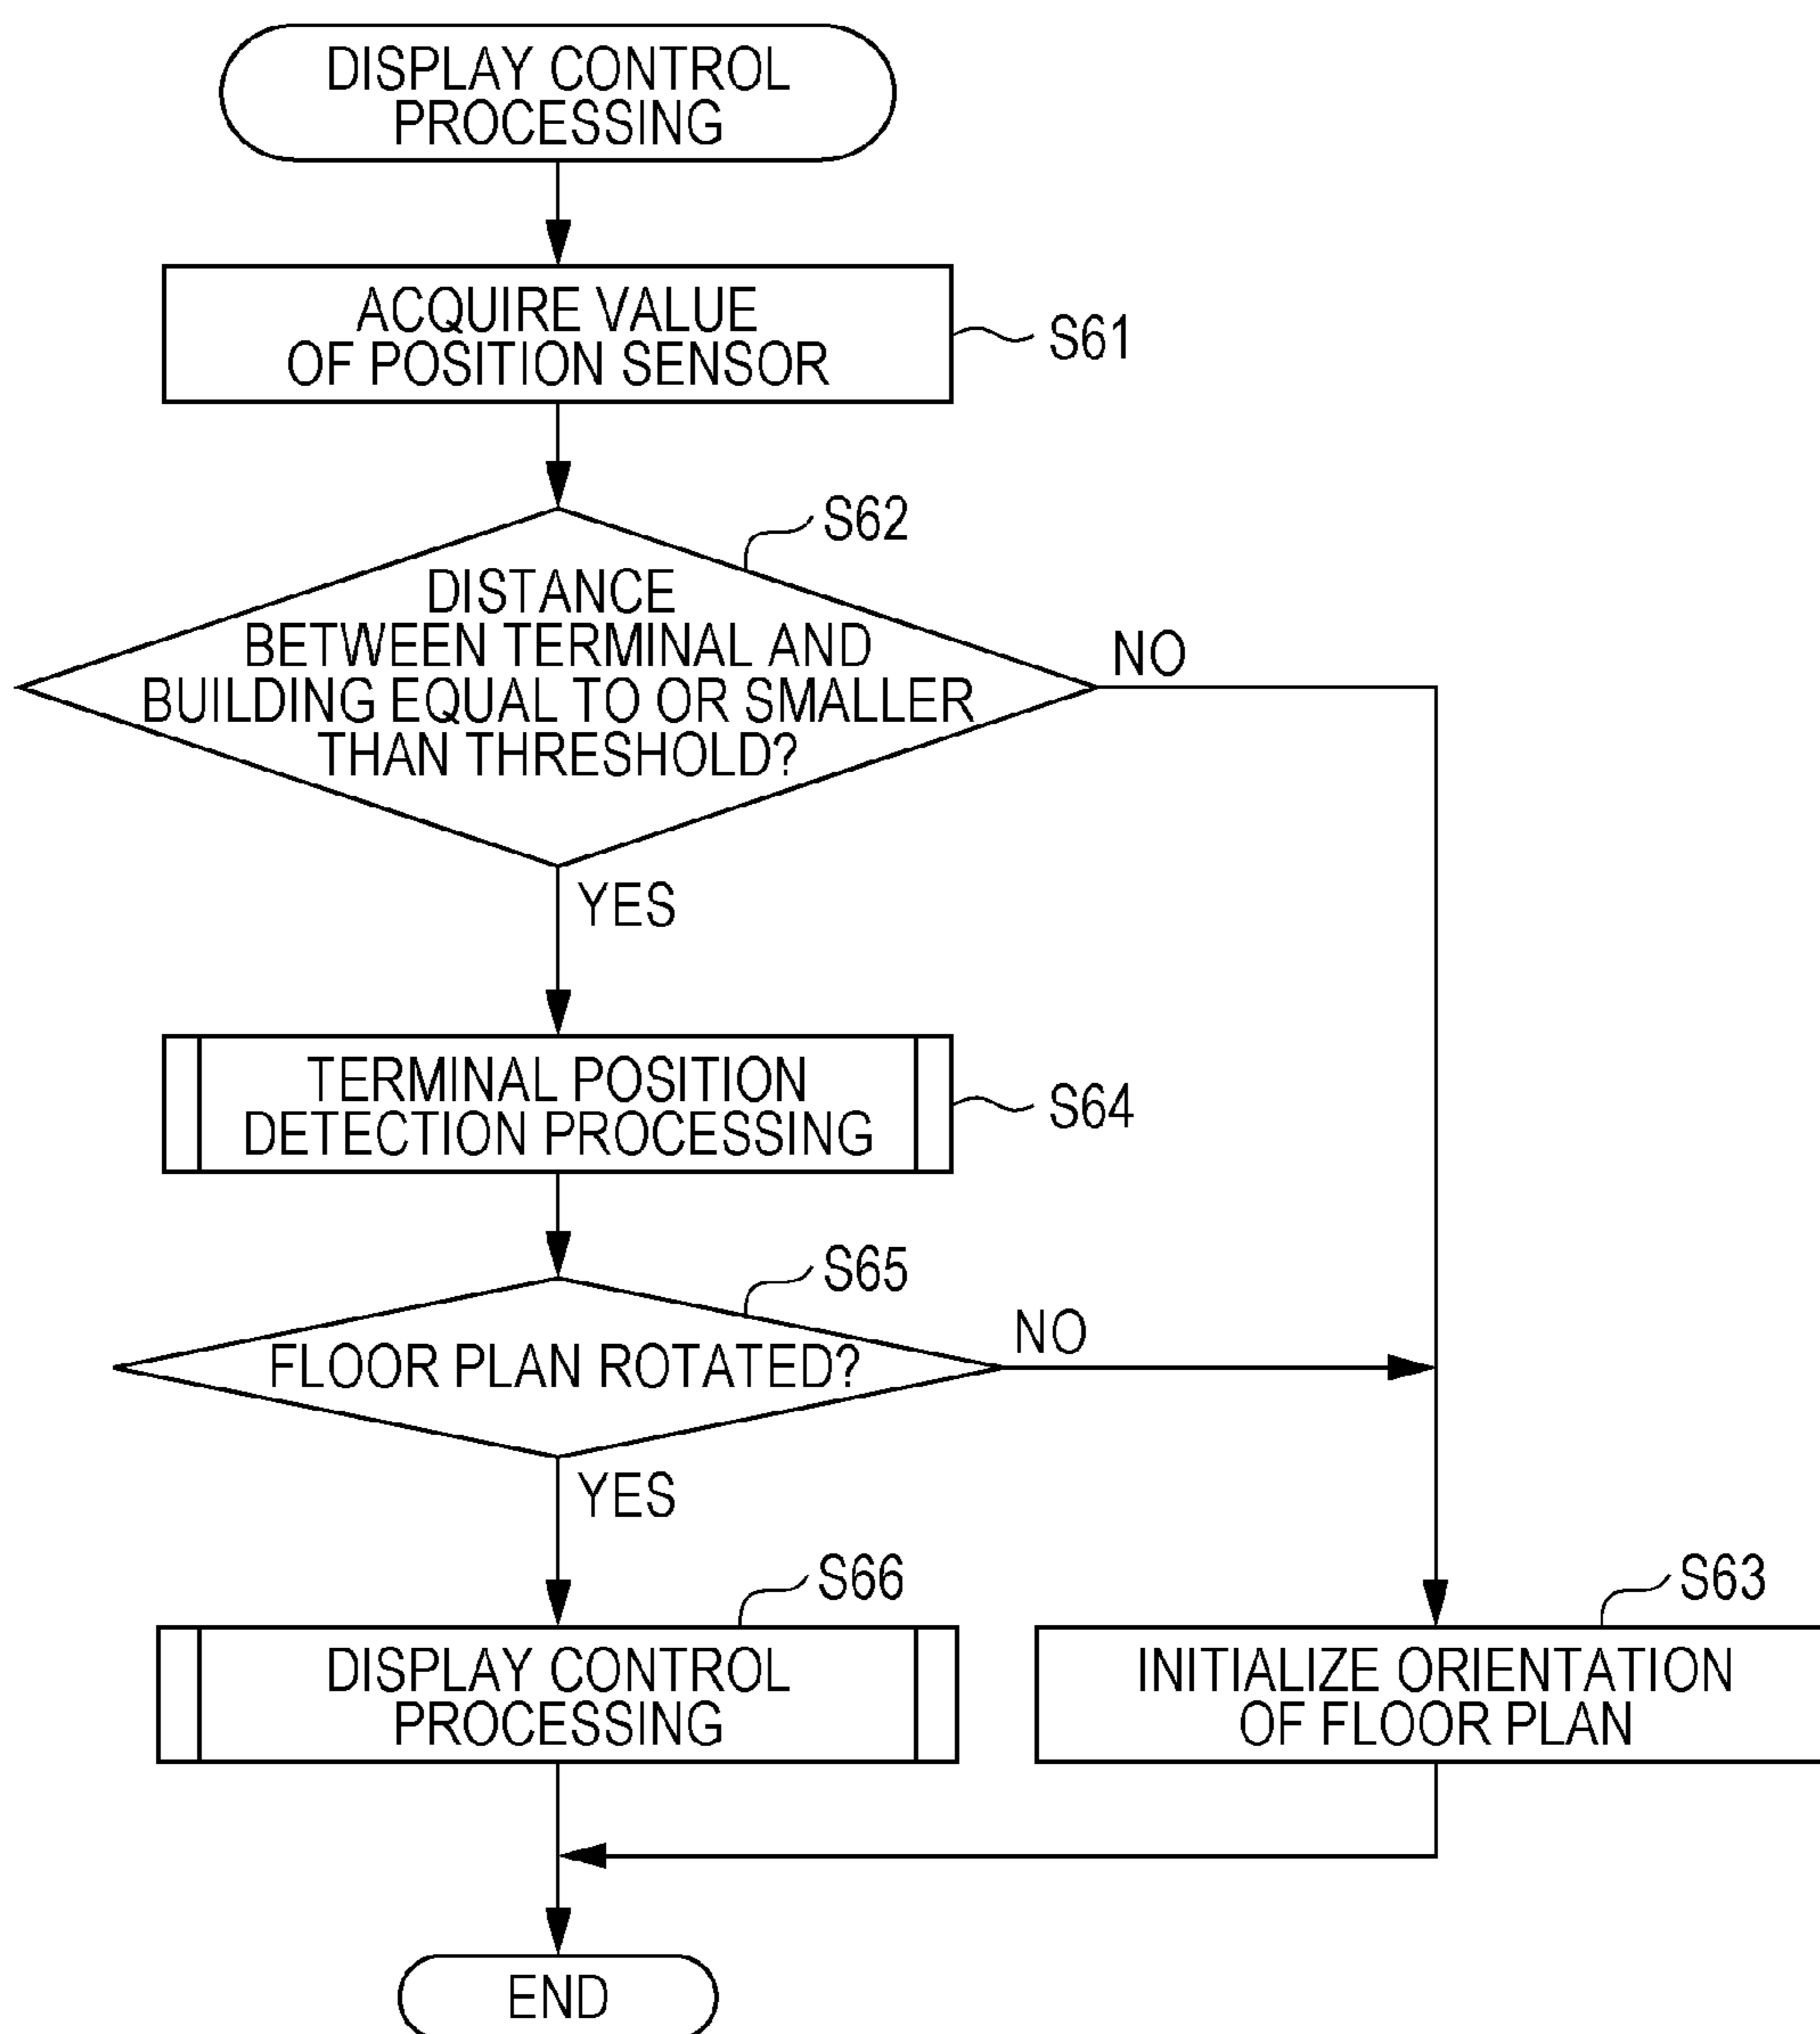 DISPLAY CONTROL
PROCESSING
ACQUIRE VALUE
OF POSITION SENSOR
S61
S62
DISTANCE
BETWEEN TERMINAL AND
BUILDING EQUAL TO OR SMALLER
THAN THRESHOLD?
NO
YES
TERMINAL POSITION
DETECTION PROCESSING
S64
S65
FLOOR PLAN ROTATED?
NO
YES
S66
DISPLAY CONTROL
PROCESSING
S63
INITIALIZE ORIENTATION
OF FLOOR PLAN
END